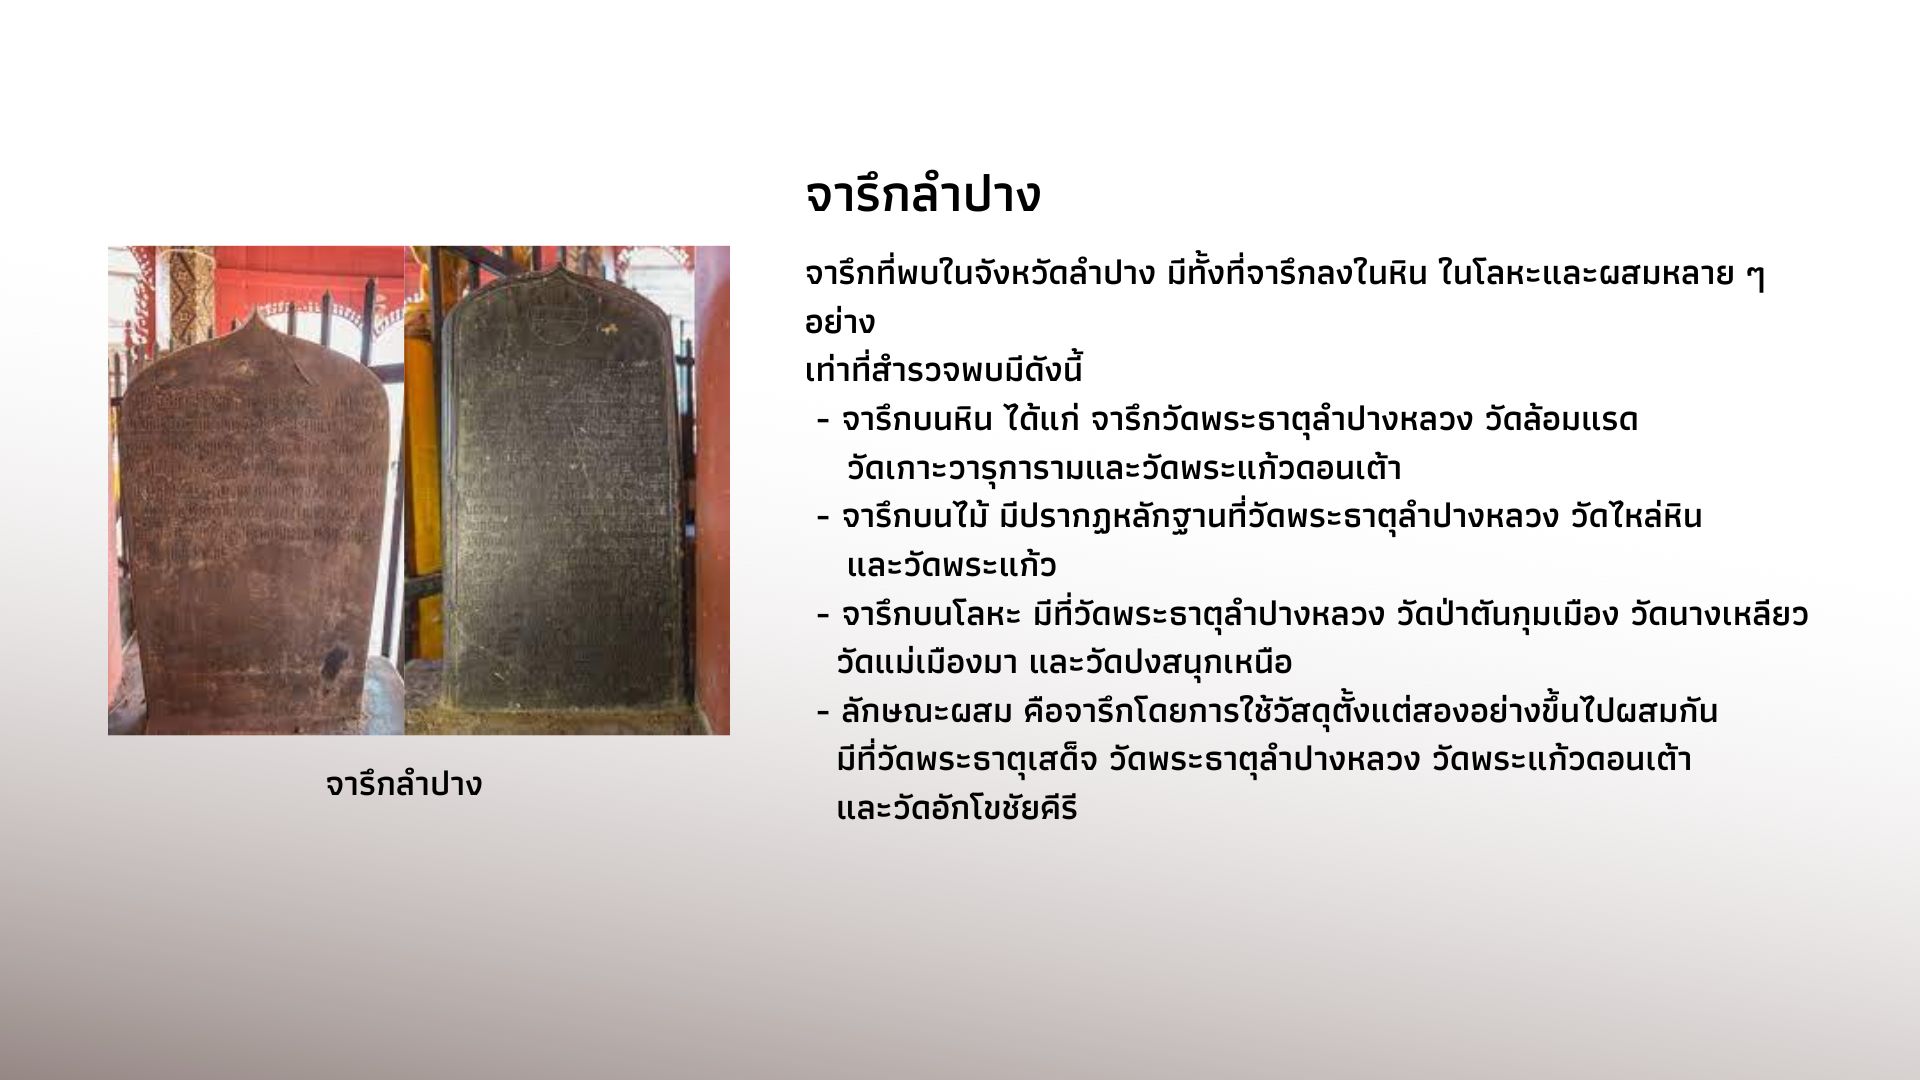 จารึกลำปาง
จารึกที่พบในจังหวัดลำปาง มีทั้งที่จารึกลงในหิน ในโลหะและผสมหลาย ๆ
อย่าง
เท่าที่สำรวจพบมีดังนี้
- จารึกบนหิน ได้แก่ จารึกวัดพระธาตุลำปางหลวง วัดล้อมแรด
วัดเกาะวารุการามและวัดพระแก้วดอนเต้า
- จารึกบนไม้ มีปรากฏหลักฐานที่วัดพระธาตุลำปางหลวง วัดไหล่หิน
และวัดพระแก้ว
- จารึกบนโลหะ มีที่วัดพระธาตุลำปางหลวง วัดป่าตันกุมเมือง วัดนางเหลียว
วัดแม่เมืองมา และวัดปงสนุกเหนือ
- ลักษณะผสม คือจารึกโดยการใช้วัสดุตั้งแต่สองอย่างขึ้นไปผสมกัน
มีที่วัดพระธาตุเสด็จ วัดพระธาตุลำปางหลวง วัดพระแก้วดอนเต้า
และวัดอักโขชัยคีรี
จารึกลำปาง